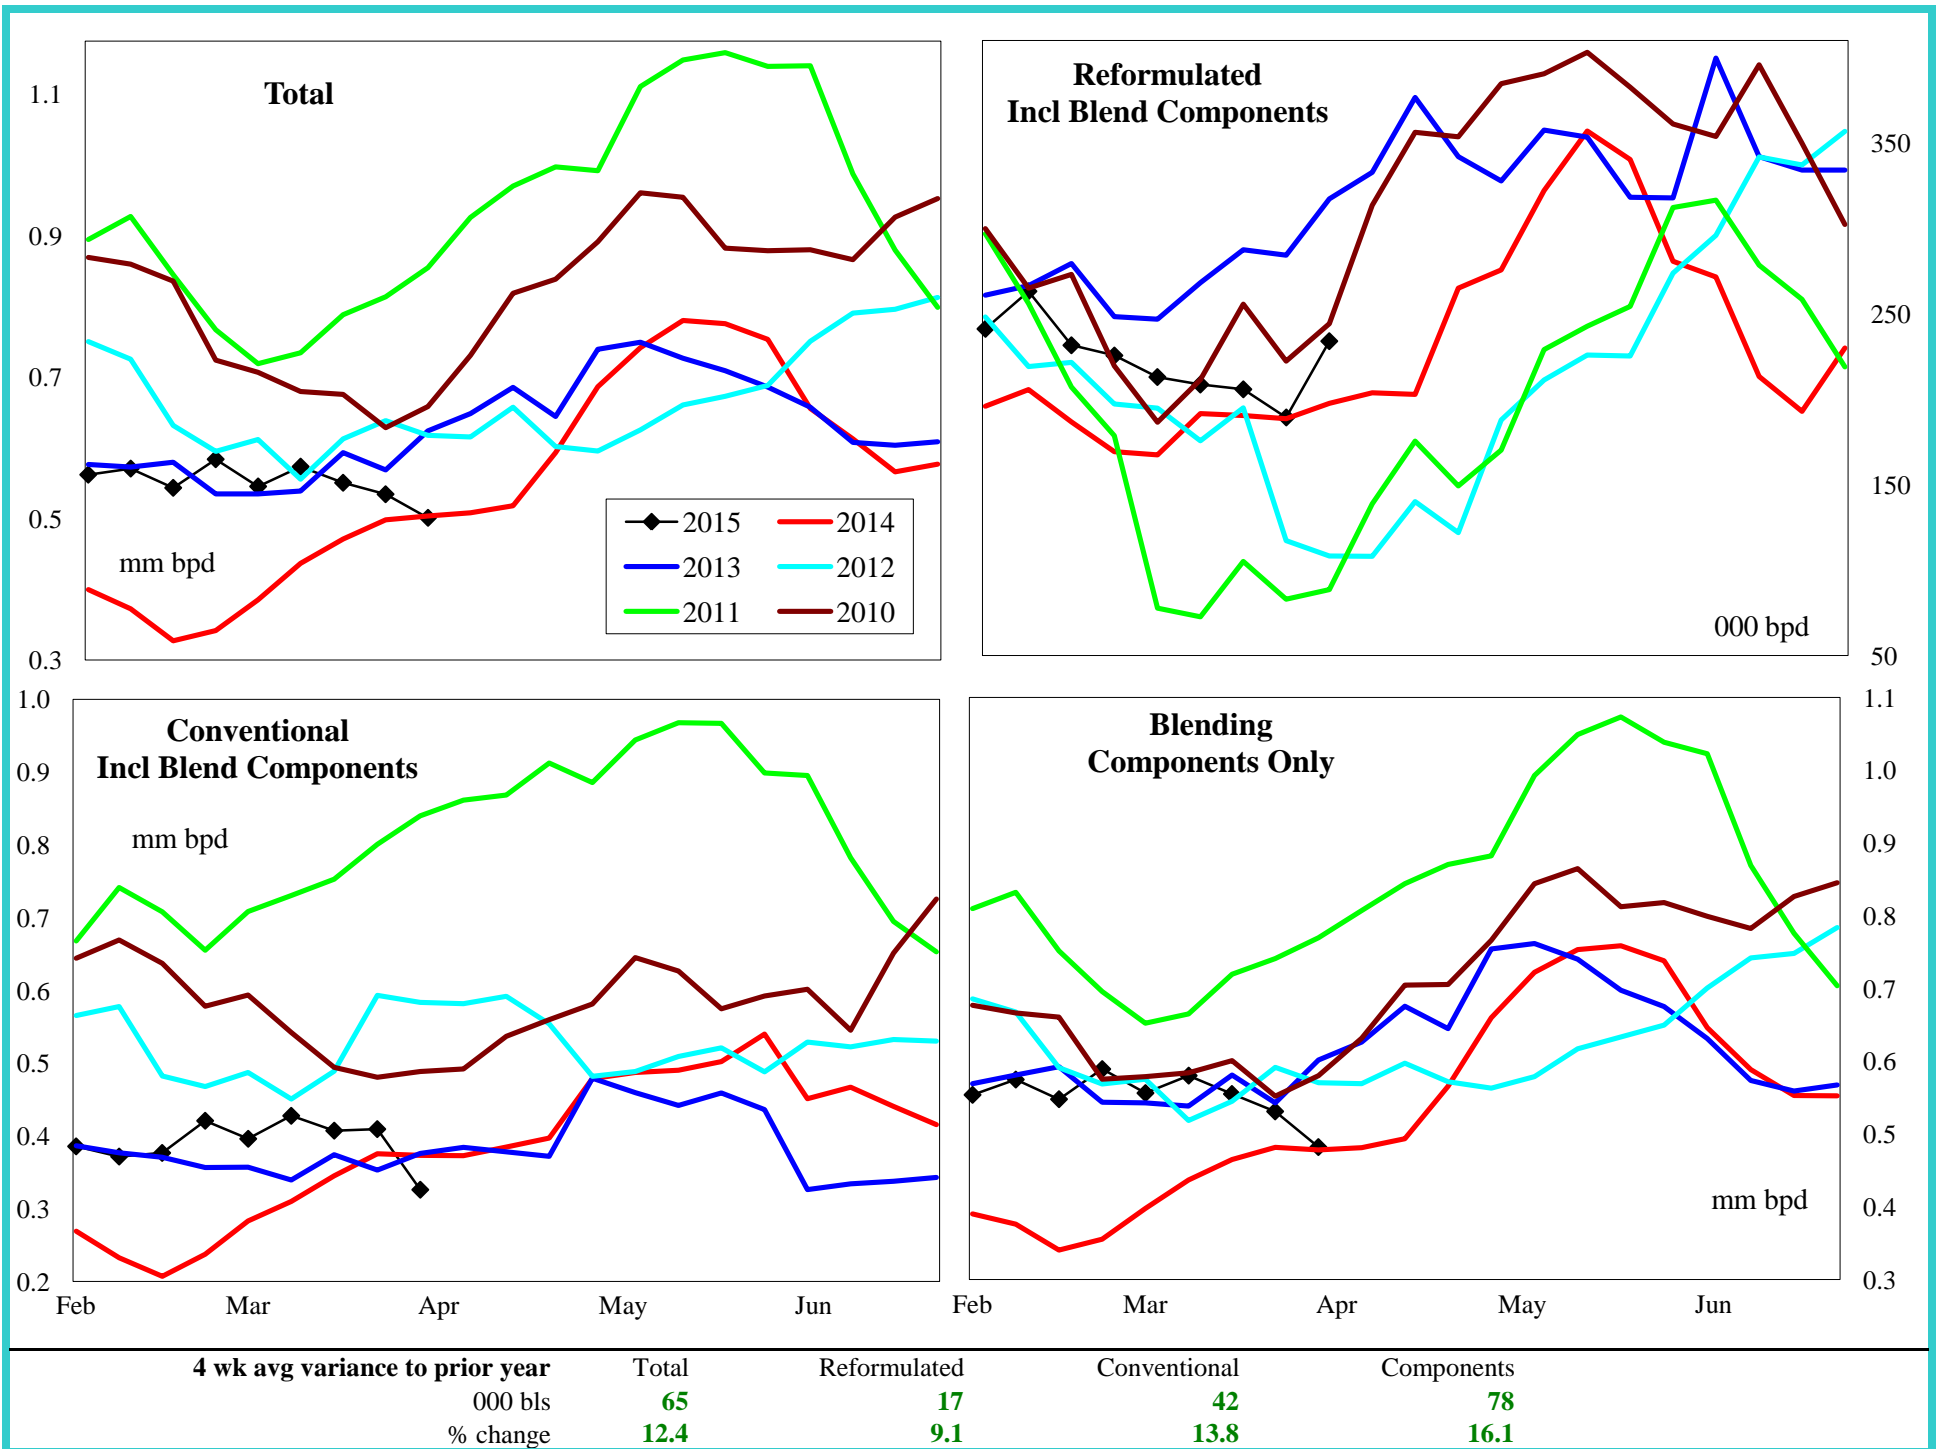 Total
1.1
0.9
0.7
0.5
0.3
mm bpd
2015 2014
2013 2012
2011 2010
Reformulated
Incl Blend Components
350
250
150
50
000 bpd
Conventional
Incl Blend Components
mm bpd
1.0
0.9
0.8
0.7
0.6
0.5
0.4
0.3
0.2
Feb Mar Apr May Jun
Blending
Components Only
1.1
1.0
0.9
0.8
0.7
0.6
0.5
0.4
0.3
mm bpd
Feb Mar Apr May Jun
4 wk avg variance to prior year Total Reformulated Conventional Components
000 bls 65 17 42 78
% change 12.4 9.1 13.8 16.1